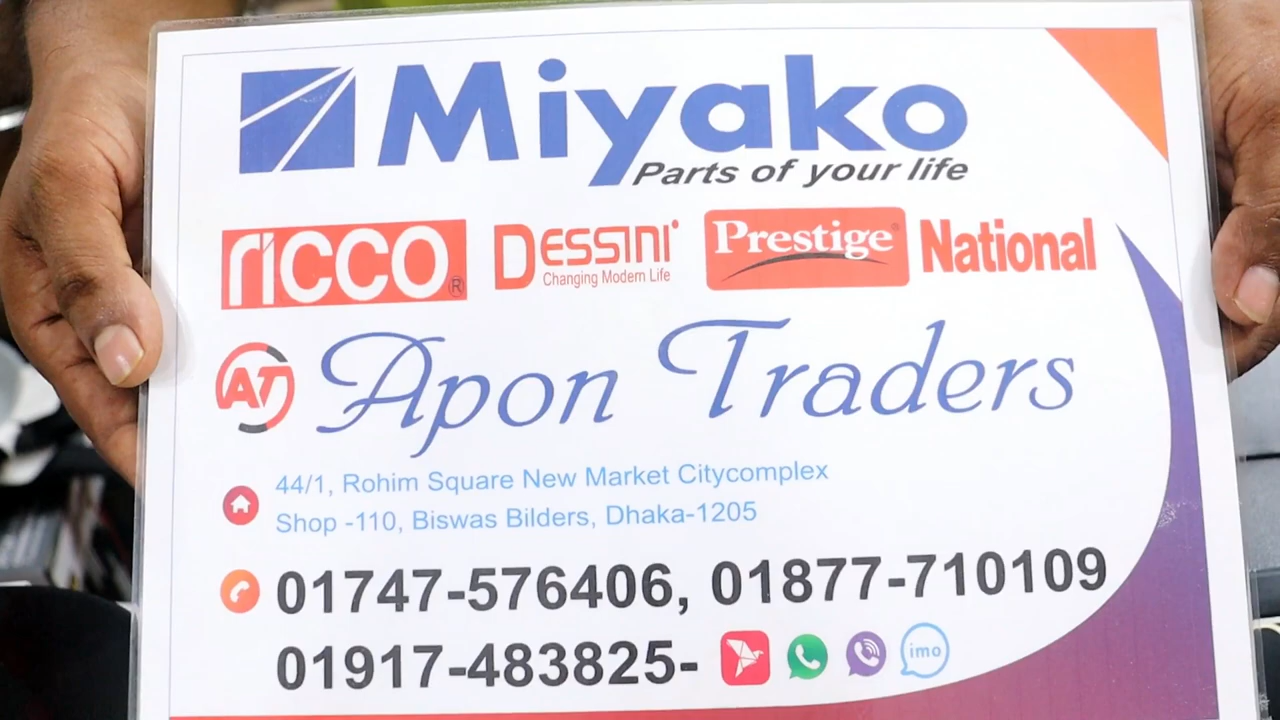 Miyako
Parts of your life
rıcco ®
DESSINI
Changing Modern Life
Prestige
National
AT Apon Traders
44/1, Rohim Square New Market Citycomplex
Shop -110, Biswas Bilders, Dhaka-1205
01747-576406, 01877-710109
01917-483825- imo